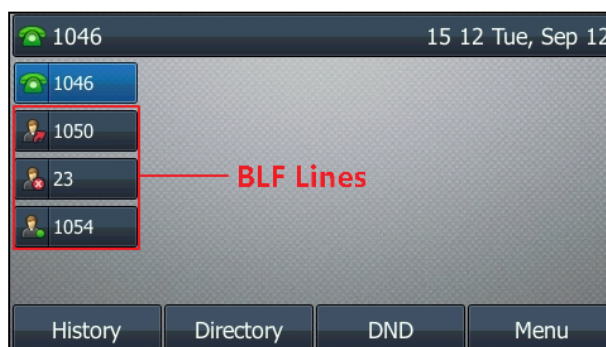 1046
15 12 Tue, Sep 12
1046
1050
23
BLF Lines
1054
History Directory DND Menu